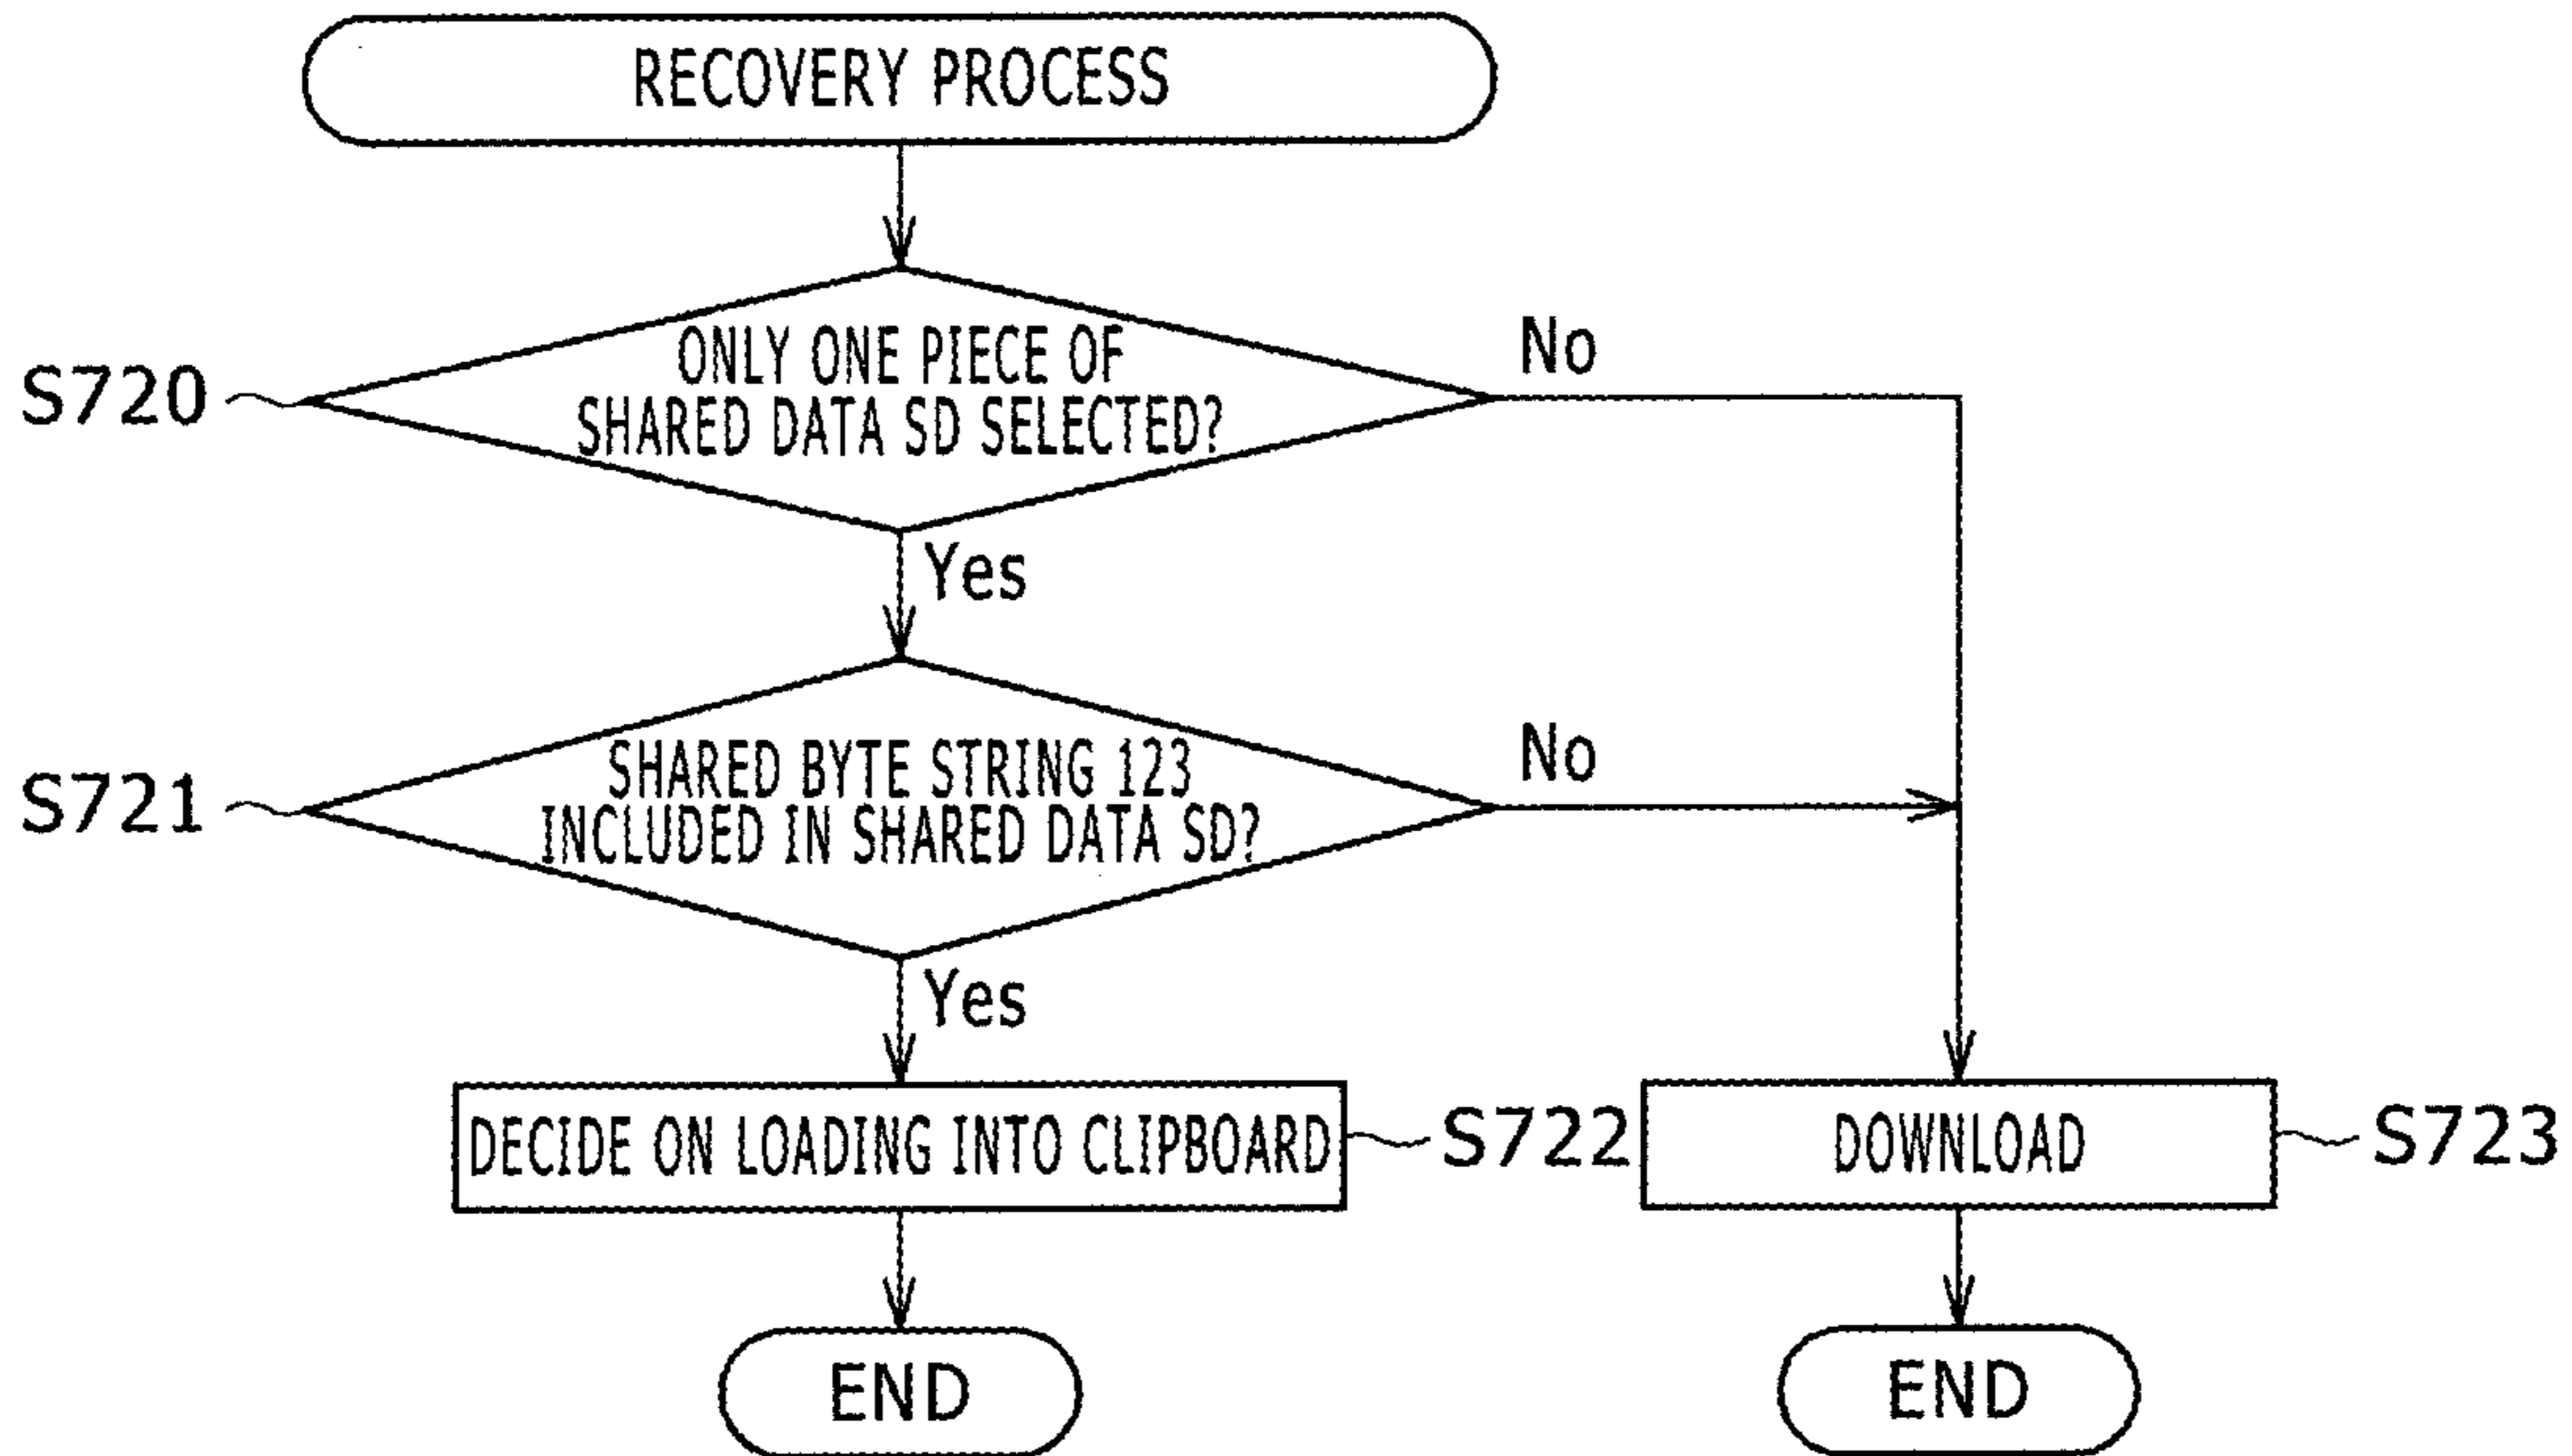 RECOVERY PROCESS
ONLY ONE PIECE OF
SHARED DATA SD SELECTED?
No
S720
Yes
SHARED BYTE STRING 123
INCLUDED IN SHARED DATA SD?
No
S721
Yes
DECIDE ON LOADING INTO CLIPBOARD
S722
DOWNLOAD
S723
END
END